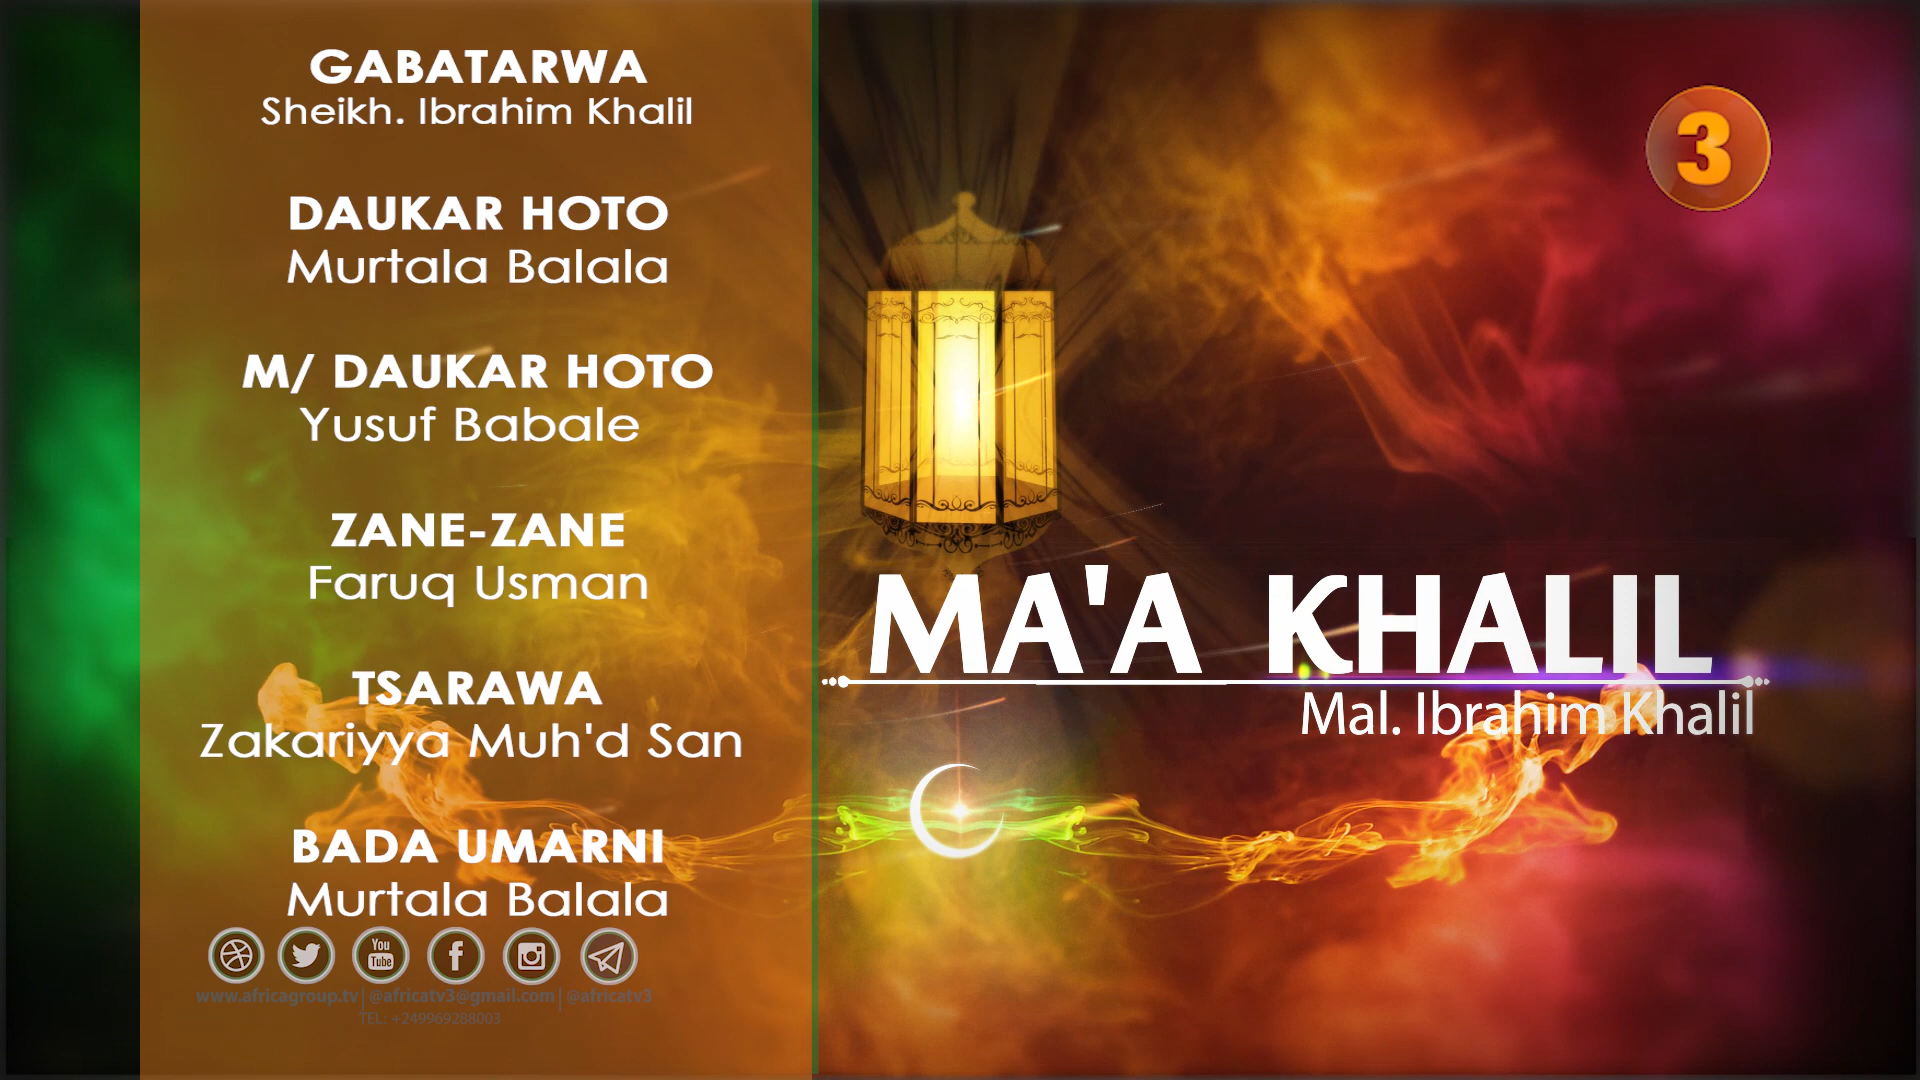 GABATARWA
Sheikh. Ibrahim Khalil
DAUKAR HOTO
Murtala Balala
M/ DAUKAR HOTO
Yusuf Babale
ZANE-ZANE
Faruq Usman
TSARAWA
Zakariyya Muh'd San
BADA UMARNI
Murtala Balala
You
Tube
www.africagroup.tv| @africatv3@gmail.com| @africatv3
TEL: +249969288003
3
MA'A KHALIL
Mal. Ibrahim Khalil